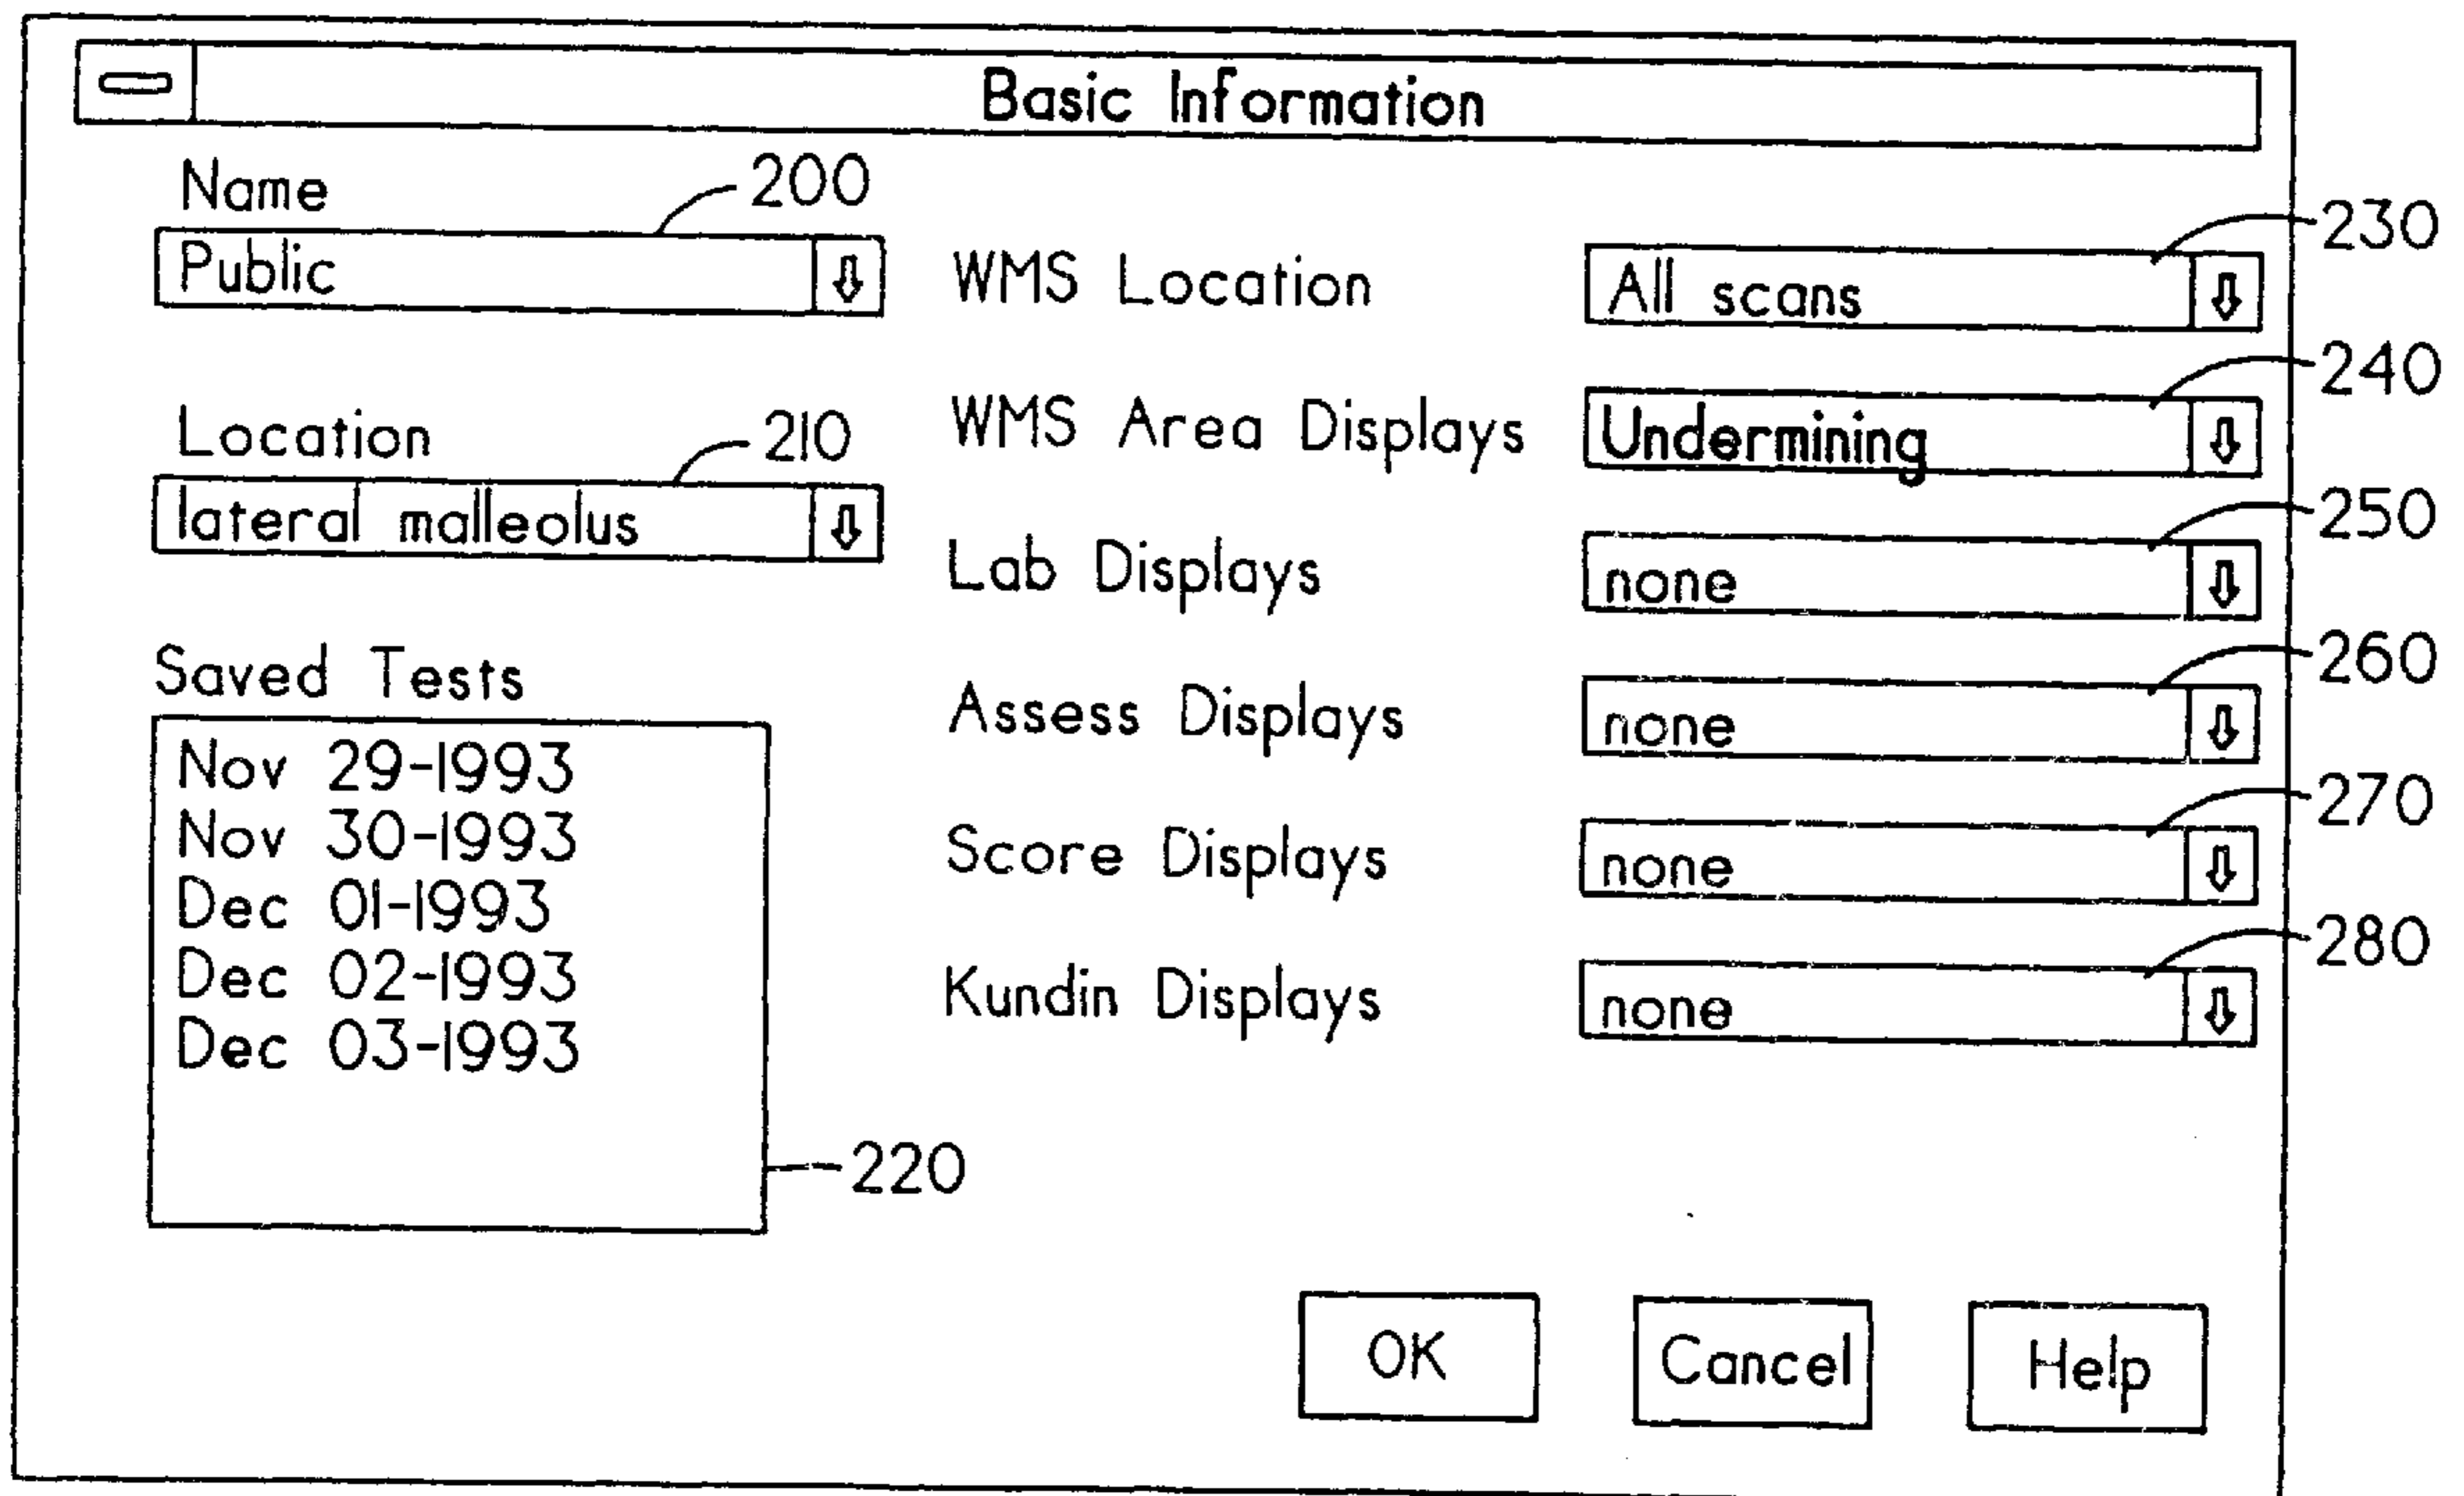 Basic Information
Name
200
Public
Location
210
lateral malleolus
Saved Tests
Nov 29-1993
Nov 30-1993
Dec 01-1993
Dec 02-1993
Dec 03-1993
220
WMS Location
All scans
230
WMS Area Displays
Undermining
240
Lab Displays
none
250
Assess Displays
none
260
Score Displays
none
270
Kundin Displays
none
280
OK
Cancel
Help